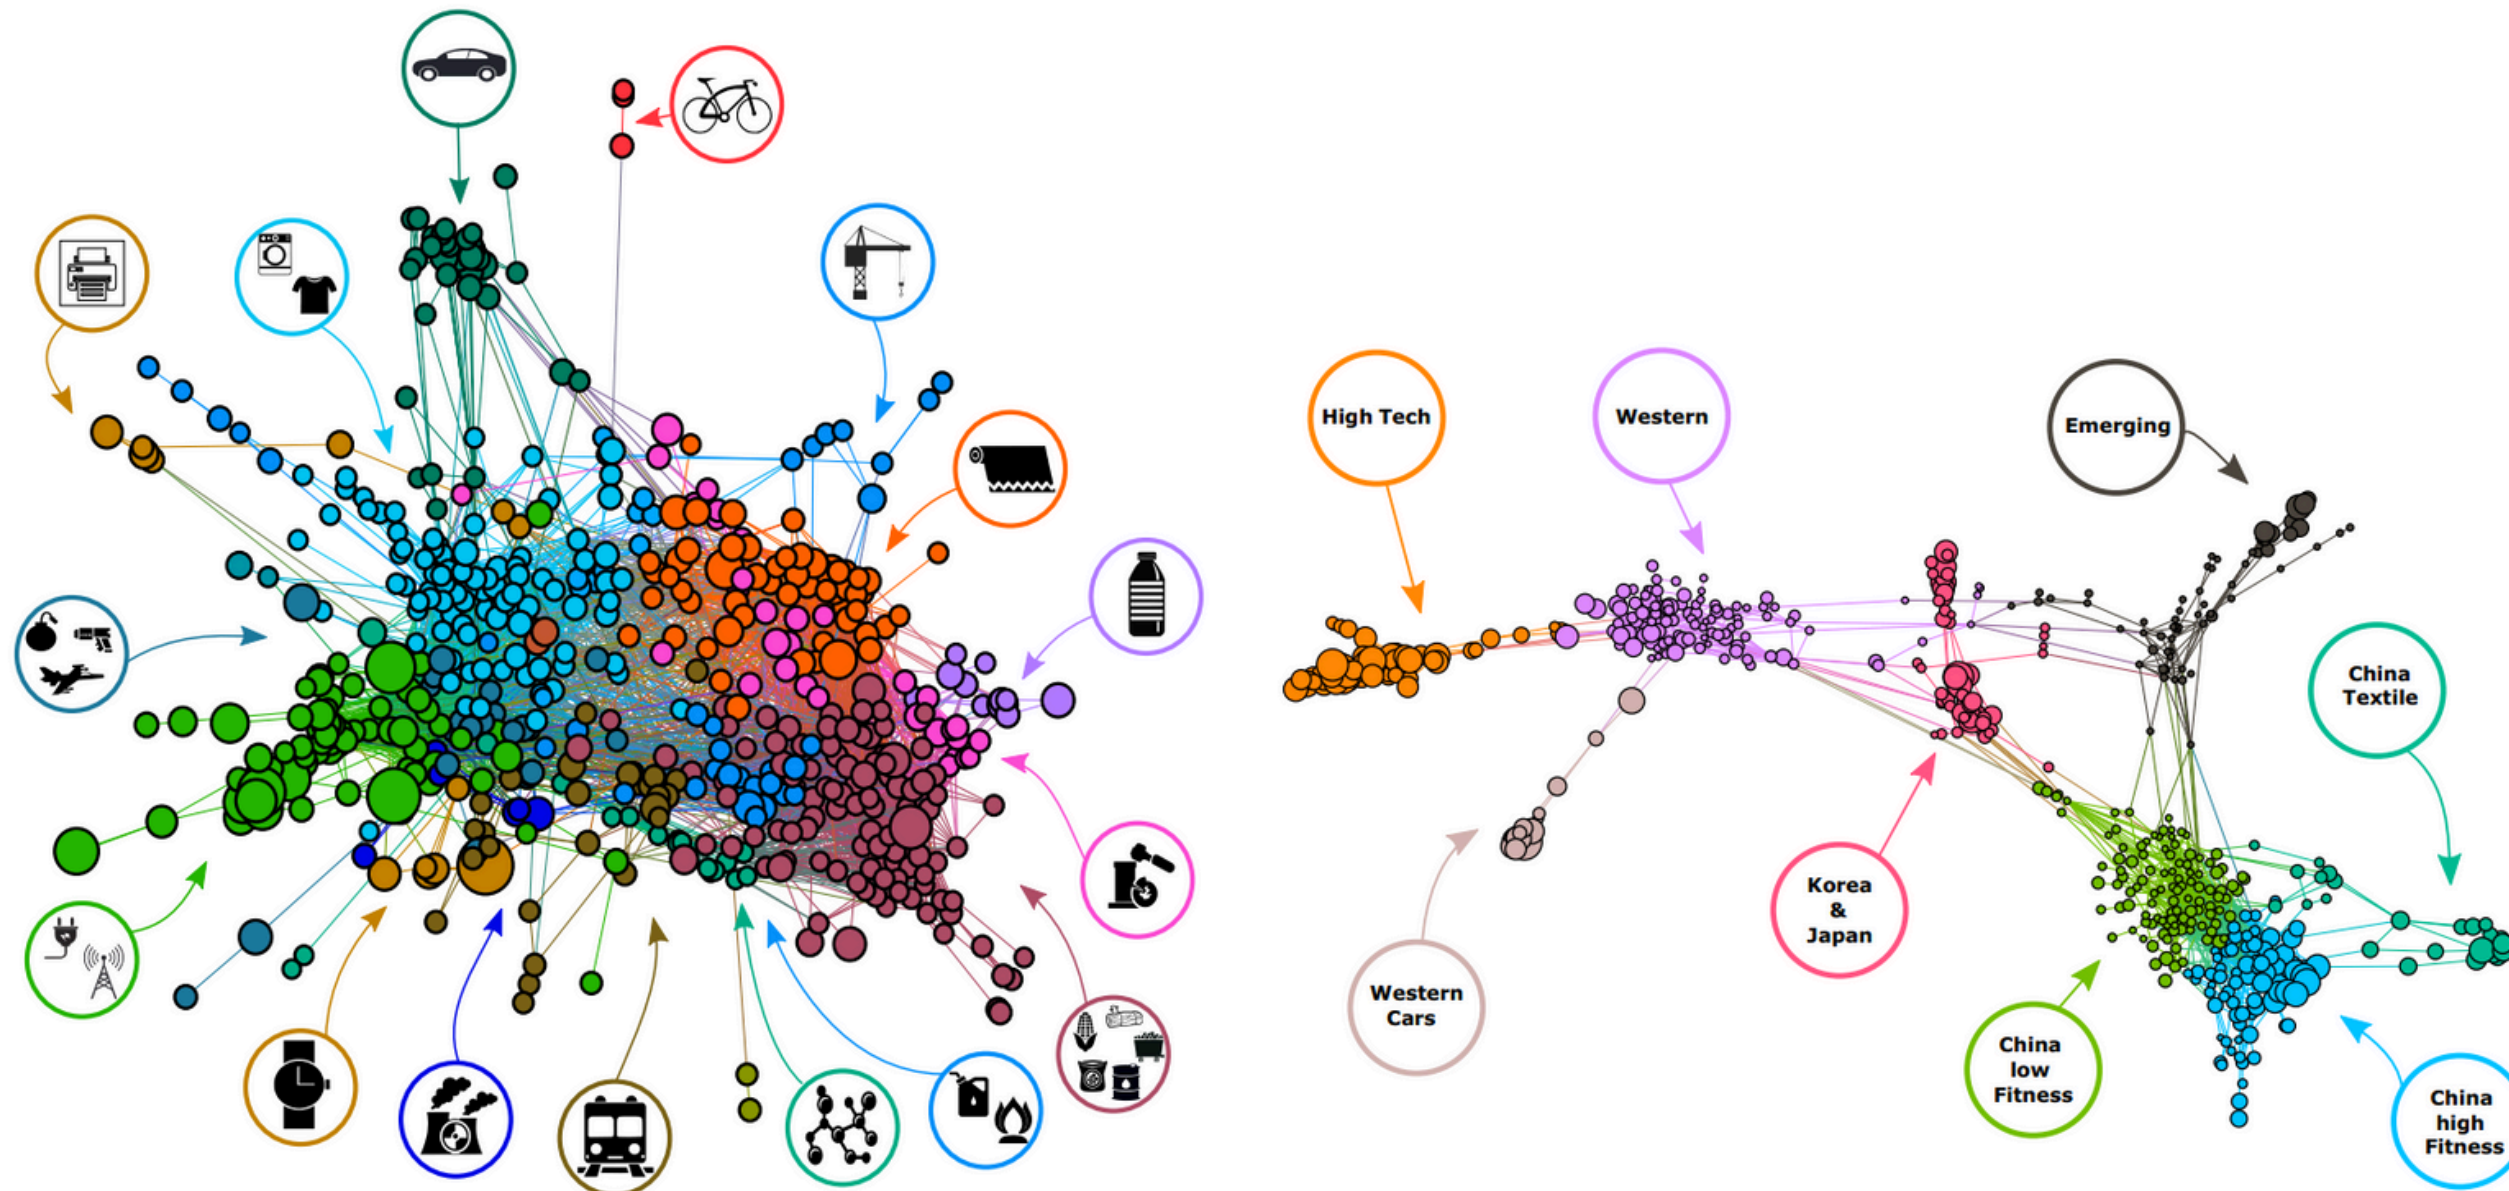 High Tech
Western
Emerging
China
Textile
Korea
&
Japan
Western
Cars
China
low
Fitness
China
high
Fitness